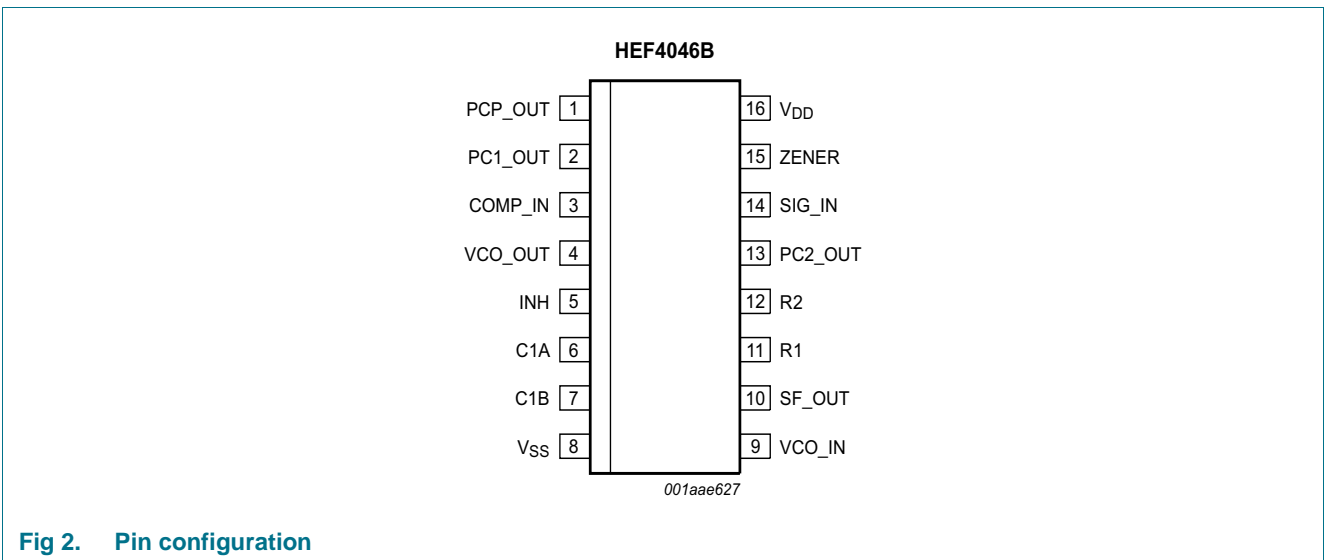 HEF4046B
PCP_OUT 1 16 VDD
PC1_OUT 2 15 ZENER
COMP_IN 3 14 SIG_IN
VCO_OUT 4 13 PC2_OUT
INH 5 12 R2
C1A 6 11 R1
C1B 7 10 SF_OUT
VSS 8 9 VCO_IN
001aae627
Fig 2. Pin configuration